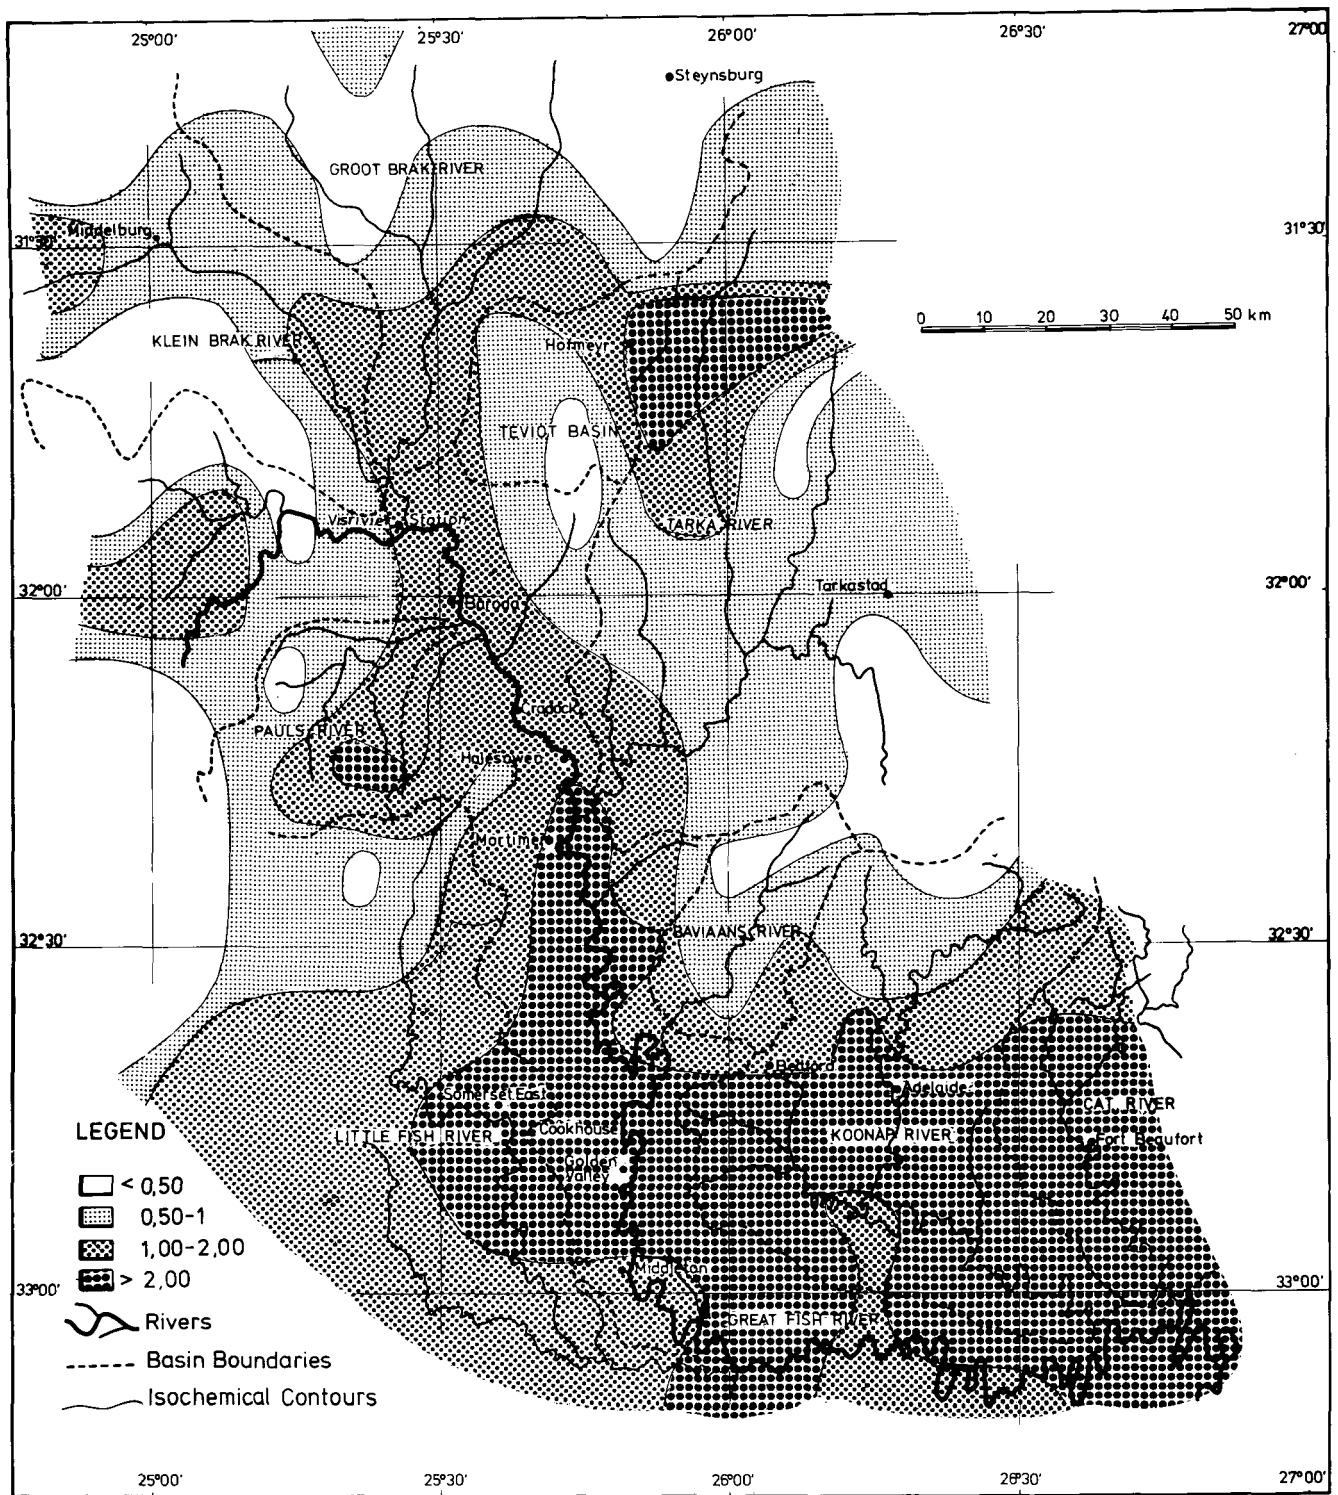 25°00' 25°30' 26°00' 26°30' 27°00'
Steynsburg
GROOT BRAK RIVER
Middelburg
31°30' 31°30'
0 10 20 30 40 50 km
KLEIN BRAK RIVER
Hofmeyr
TEVIOT BASIN
Visrivier Station
TARKA RIVER
Tarkastad
32°00' 32°00'
Baroda
Cradock
PAULS RIVER
Halesowen
Mortimer
BAVIAANS RIVER
32°30' 32°30'
Bedford
Somerset East
Adelaide
CAT RIVER
Cookhouse
LITTLE FISH RIVER
KOONAP RIVER
Fort Beaufort
Golden
Valley
Middleton
33°00' 33°00'
GREAT FISH RIVER
LEGEND
< 0,50
0,50-1
1,00-2,00
> 2,00
Rivers
Basin Boundaries
Isochemical Contours
25°00' 25°30' 26°00' 26°30' 27°00'